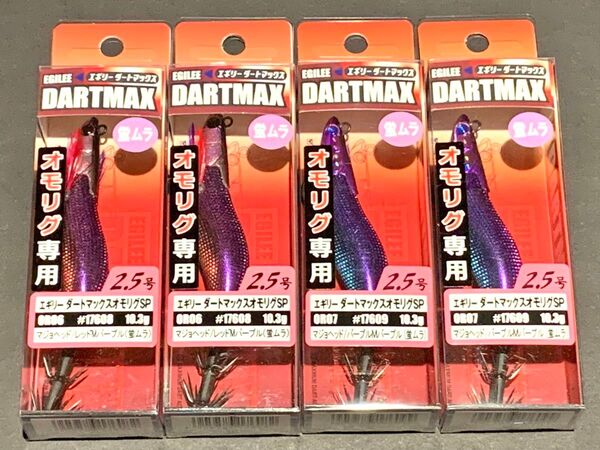 EGILEE エギリー ダートマックス
DARTMAX
蛍ムラ
オモリグ専用
2.5号
エギリー ダートマックスオモリグSP
OR06 #17608 10.3g
マジョヘッド/レッドMパープル(蛍ムラ)
EGILEE エギリー ダートマックス
DARTMAX
蛍ムラ
オモリグ専用
2.5号
エギリー ダートマックスオモリグSP
OR06 #17608 10.3g
マジョヘッド/レッドMパープル(蛍ムラ)
EGILEE エギリー ダートマックス
DARTMAX
蛍ムラ
オモリグ専用
2.5号
エギリー ダートマックスオモリグSP
OR07 #17609 10.3g
マジョヘッド/パープルMパープル(蛍ムラ)
EGILEE エギリー ダートマックス
DARTMAX
蛍ムラ
オモリグ専用
2.5号
エギリー ダートマックスオモリグSP
OR07 #17609 10.3g
マジョヘッド/パープルMパープル(蛍ムラ)